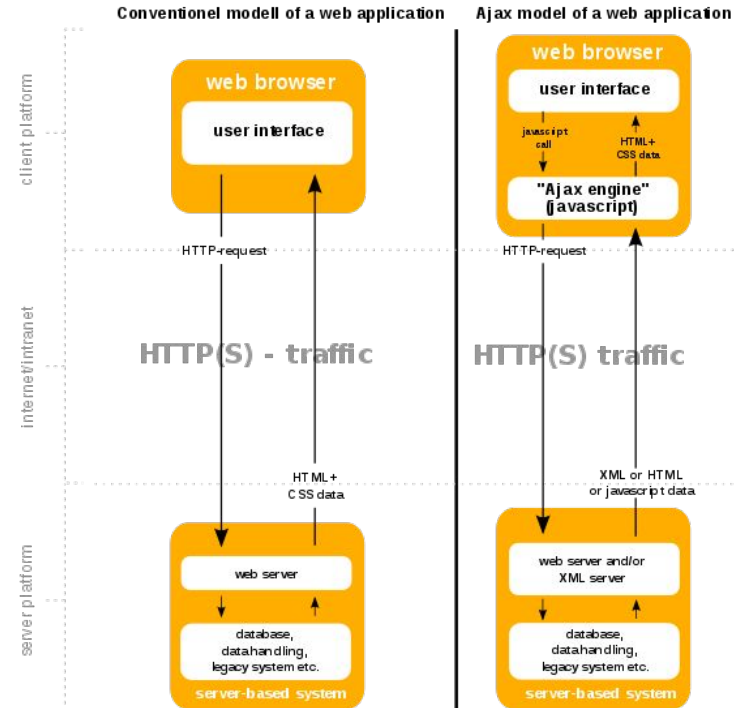 Conventionel modell of a web application
web browser
user interface
HTTP-request
HTTP(S) - traffic
HTML+
CSS data
web server
database,
datahandling,
legacy system etc.
server-based system
Ajax model of a web application
web browser
user interface
javascript
call
HTML+
CSS data
"Ajax engine"
(javascript)
HTTP-request
HTTP(S) traffic
XML or HTML
or javascript data
web server and/or
XML server
database,
datahandling,
legacy system etc.
server-based system
client platform
internet/intranet
server platform